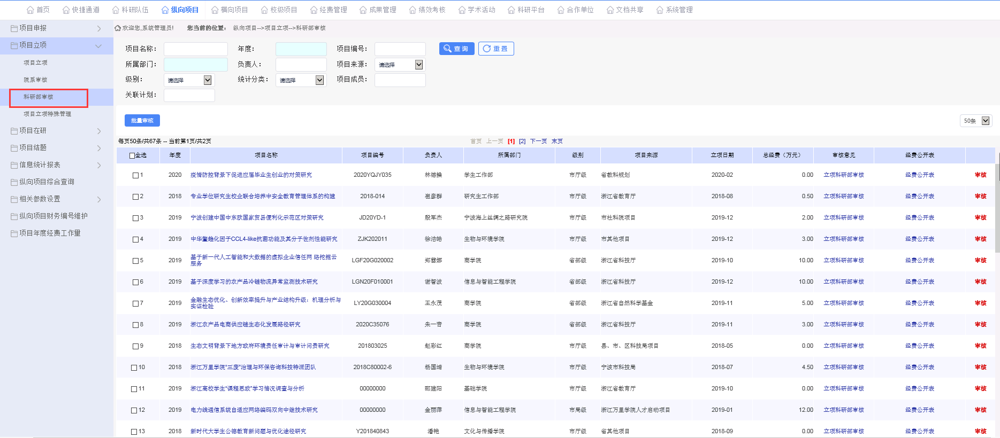 首页 快捷通道 科研队伍 纵向项目 横向项目 校级项目 经费管理 成果管理 绩效考核 学术活动 科研平台 合作单位 文档共享 系统管理
项目申报
项目立项
项目立项
院系审核
科研部审核
项目立项特殊管理
项目在研
项目结题
信息统计报表
纵向项目综合查询
相关参数设置
纵向项目财务编号维护
项目年度经费工作量
欢迎您,系统管理员! 您当前的位置： 纵向项目-->项目立项-->科研部审核
项目名称： 年度： 项目编号： 查 询 重 置
所属部门： 负责人： 项目来源： 请选择
级别： 请选择 统计分类： 请选择 项目成员：
关联计划：
批量审核 50条
每页50条/共67条 -- 当前第1页/共2页 首页 上一页 [1] [2] 下一页 末页
全选 年度 项目名称 项目编号 负责人 所属部门 级别 项目来源 立项日期 总经费（万元） 审核意见 经费公开表
1 2020 疫情防控背景下促进应届毕业生创业的对策研究 2020YQJY035 林德操 学生工作部 市厅级 省教科规划 2020-02 0.00 立项科研部审核 经费公开表 审核
2 2018 专业学位研究生校企联合培养中安全教育管理体系的构建 2018-014 崔彦群 研究生工作部 市厅级 浙江省教育厅 2018-08 0.50 立项科研部审核 经费公开表 审核
3 2019 宁波创建中国中东欧国家贸易便利化示范区对策研究 JD20YD-1 殷军杰 宁波海上丝绸之路研究院 市厅级 市社科院项目 2019-12 2.00 立项科研部审核 经费公开表 审核
4 2019 中华鳖趋化因子CCL4-like抗菌功能及其分子佐剂性能研究 ZJK202011 徐洁皓 生物与环境学院 市厅级 市其他项目 2019-12 3.00 立项科研部审核 经费公开表 审核
5 2019 基于新一代人工智能和大数据的虚拟企业信任网 络挖掘云
服务 LGF20G020002 郑 娜 商学院 省部级 浙江省科技厅 2019-10 10.00 立项科研部审核 经费公开表 审核
6 2019 基于深度学习的农产品冷链物流异常监测技术研究 LGN20F010001 谢智波 信息与智能工程学院 省部级 浙江省科技厅 2019-12 10.00 立项科研部审核 经费公开表 审核
7 2019 金融生态优化、创新效率提升与产业结构升级：机理分析与
实证检验 LY20G030004 王永茂 商学院 省部级 浙江省自然科学基金 2019-11 5.00 立项科研部审核 经费公开表 审核
8 2019 浙江农产品电商供应链生态化发展路径研究 2020C35076 朱一青 商学院 省部级 浙江省科技厅 2019-11 3.00 立项科研部审核 经费公开表 审核
9 2018 生态文明背景下地方政府环境责任审计与审计问责研究 201803025 赵彩红 商学院 市厅级 县、市、区科技局项目 2018-05 0.00 立项科研部审核 经费公开表 审核
10 2018 浙江万里学院“三废”治理与环保咨询科技特派团队 2018C80002-6 杨国靖 生物与环境学院 市厅级 宁波市科技局 2018-07 4.50 立项科研部审核 经费公开表 审核
11 2019 浙江高校学生“课程思政”学习情况调查与分析 00000000 郦建阳 基础学院 市厅级 浙江省教育厅 2019-10 0.00 立项科研部审核 经费公开表 审核
12 2019 电力线通信系统自适应网络编码双向中继技术研究 00000000 金丽萍 信息与智能工程学院 市局级 浙江万里学院人才启动项目 2019-01 12.00 立项科研部审核 经费公开表 审核
13 2018 新时代大学生公德教育新问题与优化途径研究 Y201840843 潘艳 文化与传播学院 市厅级 省其他项目 2018-09 0.00 立项科研部审核 经费公开表 审核